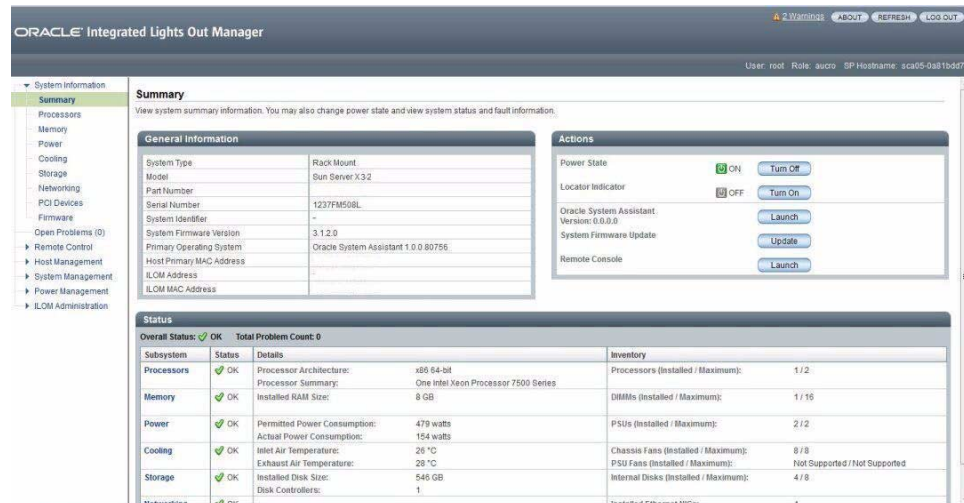 2 Warnings ABOUT REFRESH LOG OUT
ORACLE Integrated Lights Out Manager
User: root Role: aucro SP Hostname: sca05-0a81bdd7
System Information
Summary
Processors
Memory
Power
Cooling
Storage
Networking
PCI Devices
Firmware
Open Problems (0)
Remote Control
Host Management
System Management
Power Management
ILOM Administration
Summary
View system summary information. You may also change power state and view system status and fault information.
General Information
System Type Rack Mount
Model Sun Server X3-2
Part Number
Serial Number 1237FM508L
System Identifier -
System Firmware Version 3.1.2.0
Primary Operating System Oracle System Assistant 1.0.0.80756
Host Primary MAC Address
ILOM Address
ILOM MAC Address
Actions
Power State ON Turn Off
Locator Indicator OFF Turn On
Oracle System Assistant
Version: 0.0.0.0 Launch
System Firmware Update Update
Remote Console Launch
Status
Overall Status: OK Total Problem Count: 0
Subsystem Status Details Inventory
Processors OK Processor Architecture: x86 64-bit Processors (Installed / Maximum): 1 / 2
Processor Summary: One Intel Xeon Processor 7500 Series
Memory OK Installed RAM Size: 8 GB DIMMs (Installed / Maximum): 1 / 16
Power OK Permitted Power Consumption: 479 watts PSUs (Installed / Maximum): 2 / 2
Actual Power Consumption: 154 watts
Cooling OK Inlet Air Temperature: 26 °C Chassis Fans (Installed / Maximum): 8 / 8
Exhaust Air Temperature: 28 °C PSU Fans (Installed / Maximum): Not Supported / Not Supported
Storage OK Installed Disk Size: 546 GB Internal Disks (Installed / Maximum): 4 / 8
Disk Controllers: 1
Networking OK Installed Ethernet NICs: 4